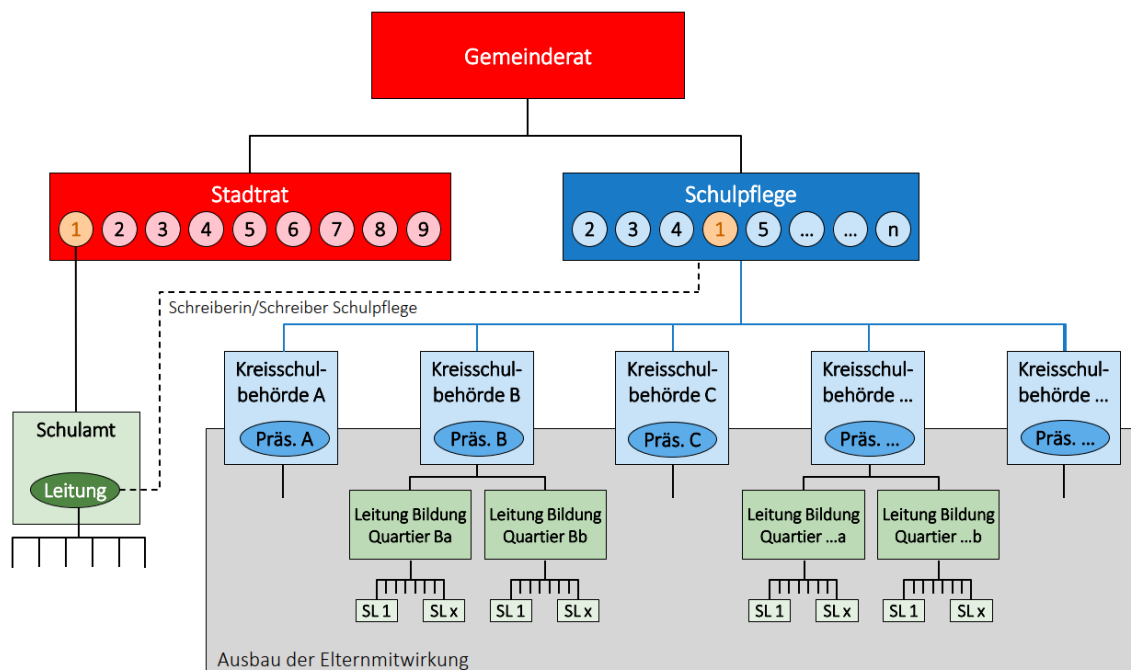 Gemeinderat
Stadtrat
1 2 3 4 5 6 7 8 9
Schulpflege
2 3 4 1 5 ... ... n
Schreiberin/Schreiber Schulpflege
Kreisschul-
behörde A
Präs. A
Kreisschul-
behörde B
Präs. B
Kreisschul-
behörde C
Präs. C
Kreisschul-
behörde ...
Präs. ...
Kreisschul-
behörde ...
Präs. ...
Schulamt
Leitung
Leitung Bildung
Quartier Ba
Leitung Bildung
Quartier Bb
Leitung Bildung
Quartier ...a
Leitung Bildung
Quartier ...b
SL 1 SL x SL 1 SL x SL 1 SL x SL 1 SL x
Ausbau der Elternmitwirkung